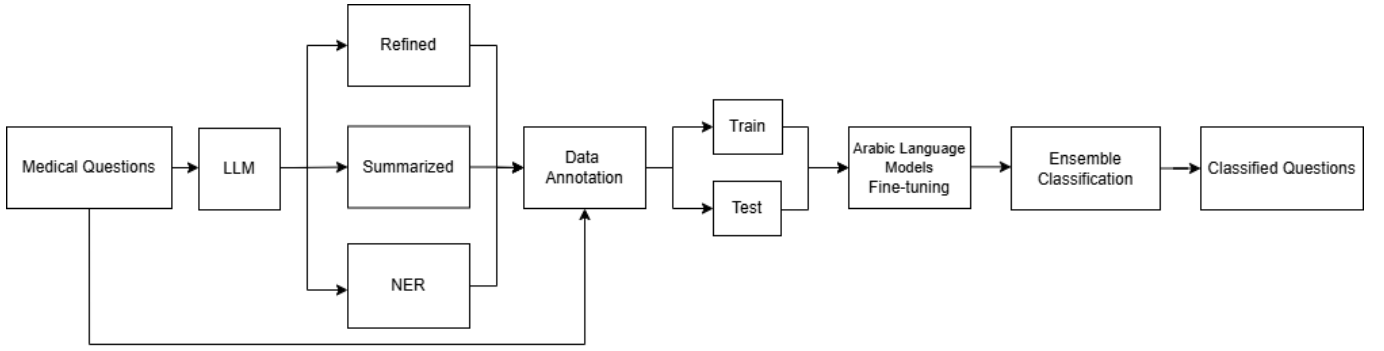 Medical Questions
LLM
Refined
Summarized
NER
Data
Annotation
Train
Test
Arabic Language
Models
Fine-tuning
Ensemble
Classification
Classified Questions